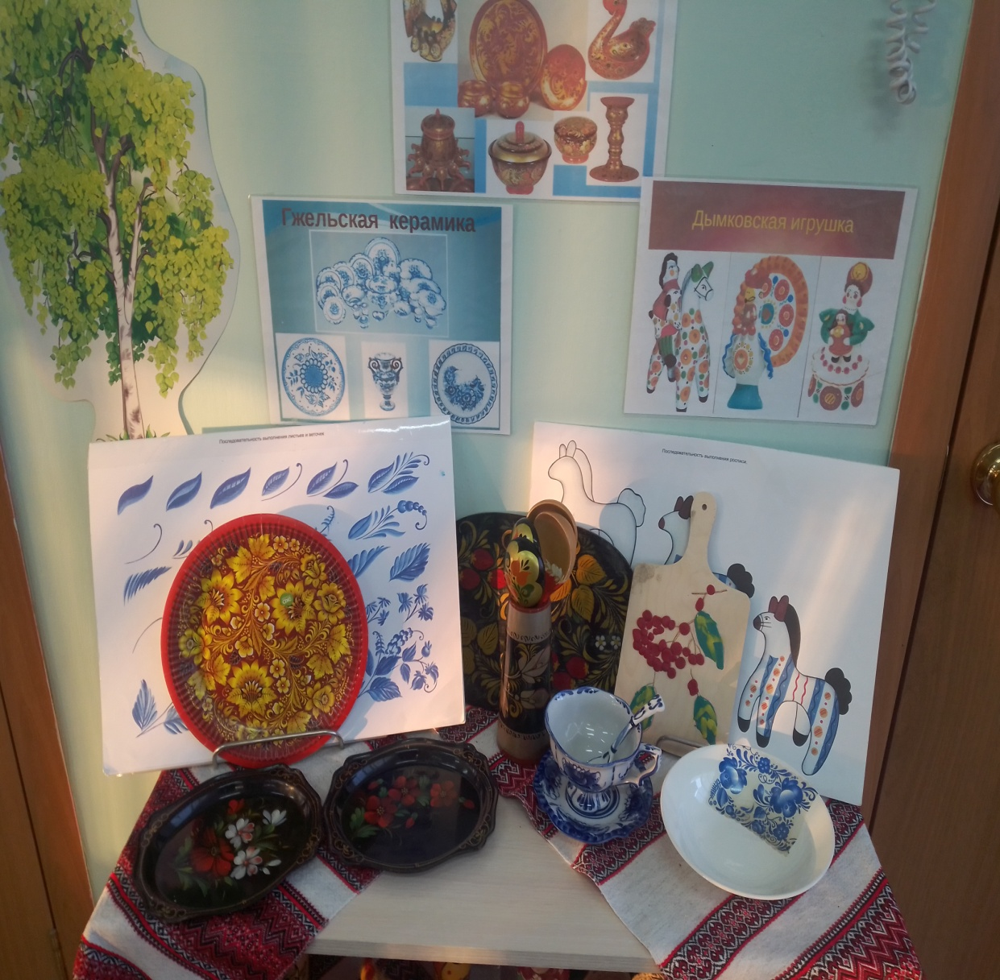 Гжельская керамика
Дымковская игрушка
Последовательность выполнения листьев и веточек
Последовательность выполнения росписи.